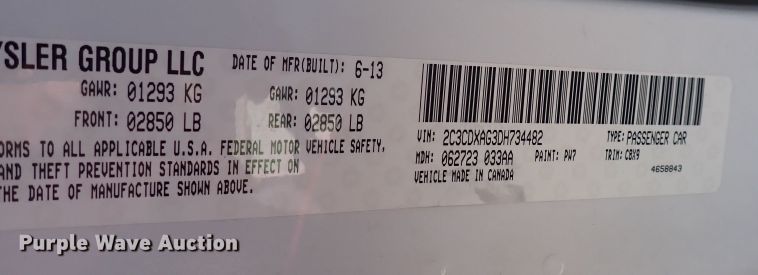 YSLER GROUP LLC DATE OF MFR(BUILT): 6-13
GAWR: 01293 KG GAWR: 01293 KG
FRONT: 02850 LB REAR: 02850 LB
ORMS TO ALL APPLICABLE U.S.A. FEDERAL MOTOR VEHICLE SAFETY,
AND THEFT PREVENTION STANDARDS IN EFFECT ON
THE DATE OF MANUFACTURE SHOWN ABOVE.
VIN: 2C3CDXAG3DH734482 TYPE: PASSENGER CAR
MDH: 062723 033AA PAINT: PW7 TRIM: CBX9
VEHICLE MADE IN CANADA 4658843
Purple Wave Auction